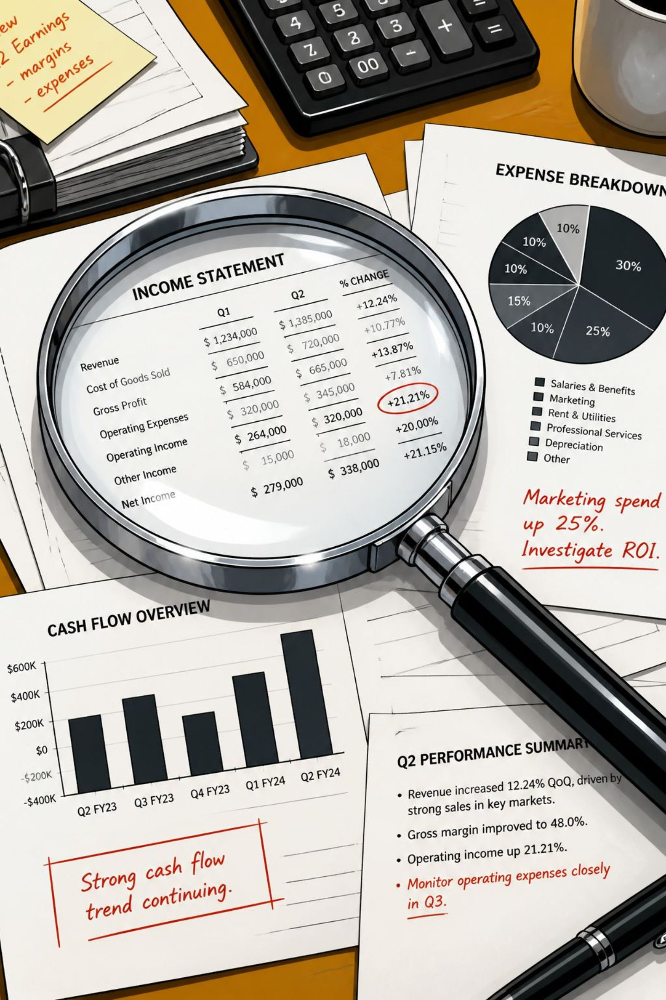 2 Earnings
- margins
- expenses
4
5
3
+
=
=
7
2
-
0
00
EXPENSE BREAKDOWN
10%
10%
10%
30%
15%
10%
25%
Salaries & Benefits
Marketing
Rent & Utilities
Professional Services
Depreciation
Other
Marketing spend
up 25%.
Investigate ROI.
INCOME STATEMENT
Q1 Q2 % CHANGE
Revenue $ 1,234,000 $ 1,385,000 +12.24%
Cost of Goods Sold $ 650,000 $ 720,000 +10.77%
Gross Profit $ 584,000 $ 665,000 +13.87%
Operating Expenses $ 320,000 $ 345,000 +7.81%
Operating Income $ 264,000 $ 320,000 +21,21%
Other Income $ 15,000 $ 18,000 +20,00%
Net Income $ 279,000 $ 338,000 +21.15%
CASH FLOW OVERVIEW
$600K
$400K
$200K
$0
-$200K
-$400K
Q2 FY23 Q3 FY23 Q4 FY23 Q1 FY24 Q2 FY24
Strong cash flow
trend continuing.
Q2 PERFORMANCE SUMMARY
• Revenue increased 12.24% QoQ, driven by
strong sales in key markets.
• Gross margin improved to 48.0%.
• Operating income up 21.21%.
• Monitor operating expenses closely
in Q3.